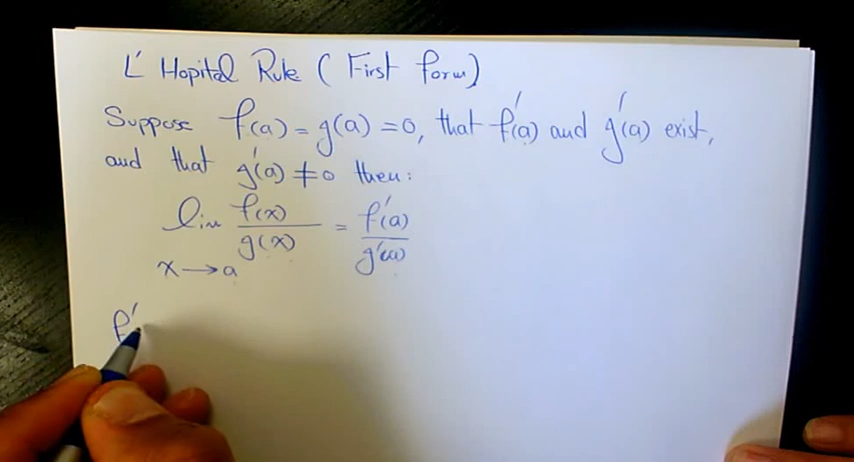 L' Hopital Rule ( First form)
Suppose f(a) = g(a) = 0, that f'(a) and g'(a) exist,
and that g'(a) ≠ 0 then:
lim f(x)/g(x) = f'(a)/g'(a)
x → a
f'